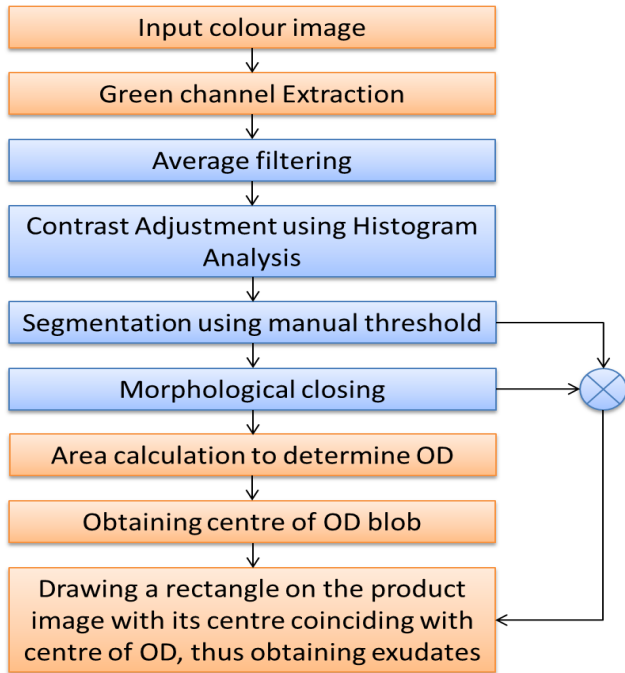 Input colour image
Green channel Extraction
Average filtering
Contrast Adjustment using Histogram
Analysis
Segmentation using manual threshold
Morphological closing
Area calculation to determine OD
Obtaining centre of OD blob
Drawing a rectangle on the product
image with its centre coinciding with
centre of OD, thus obtaining exudates